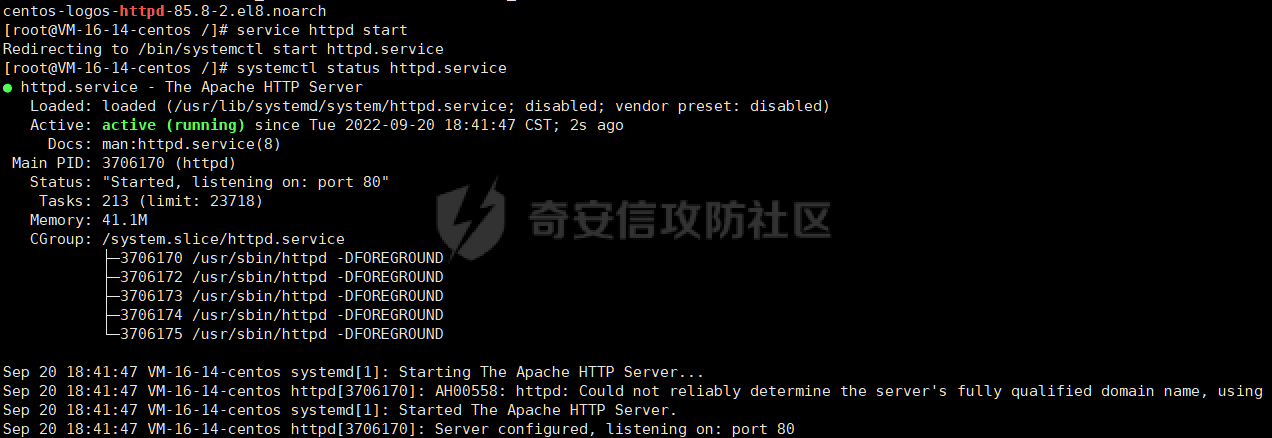 centos-logos-httpd-85.8-2.el8.noarch
[root@VM-16-14-centos /]# service httpd start
Redirecting to /bin/systemctl start httpd.service
[root@VM-16-14-centos /]# systemctl status httpd.service
● httpd.service - The Apache HTTP Server
   Loaded: loaded (/usr/lib/systemd/system/httpd.service; disabled; vendor preset: disabled)
   Active: active (running) since Tue 2022-09-20 18:41:47 CST; 2s ago
     Docs: man:httpd.service(8)
 Main PID: 3706170 (httpd)
   Status: "Started, listening on: port 80"
    Tasks: 213 (limit: 23718)
   Memory: 41.1M
   CGroup: /system.slice/httpd.service
           ├─3706170 /usr/sbin/httpd -DFOREGROUND
           ├─3706172 /usr/sbin/httpd -DFOREGROUND
           ├─3706173 /usr/sbin/httpd -DFOREGROUND
           ├─3706174 /usr/sbin/httpd -DFOREGROUND
           └─3706175 /usr/sbin/httpd -DFOREGROUND
奇安信攻防社区
Sep 20 18:41:47 VM-16-14-centos systemd[1]: Starting The Apache HTTP Server...
Sep 20 18:41:47 VM-16-14-centos httpd[3706170]: AH00558: httpd: Could not reliably determine the server's fully qualified domain name, using
Sep 20 18:41:47 VM-16-14-centos systemd[1]: Started The Apache HTTP Server.
Sep 20 18:41:47 VM-16-14-centos httpd[3706170]: Server configured, listening on: port 80